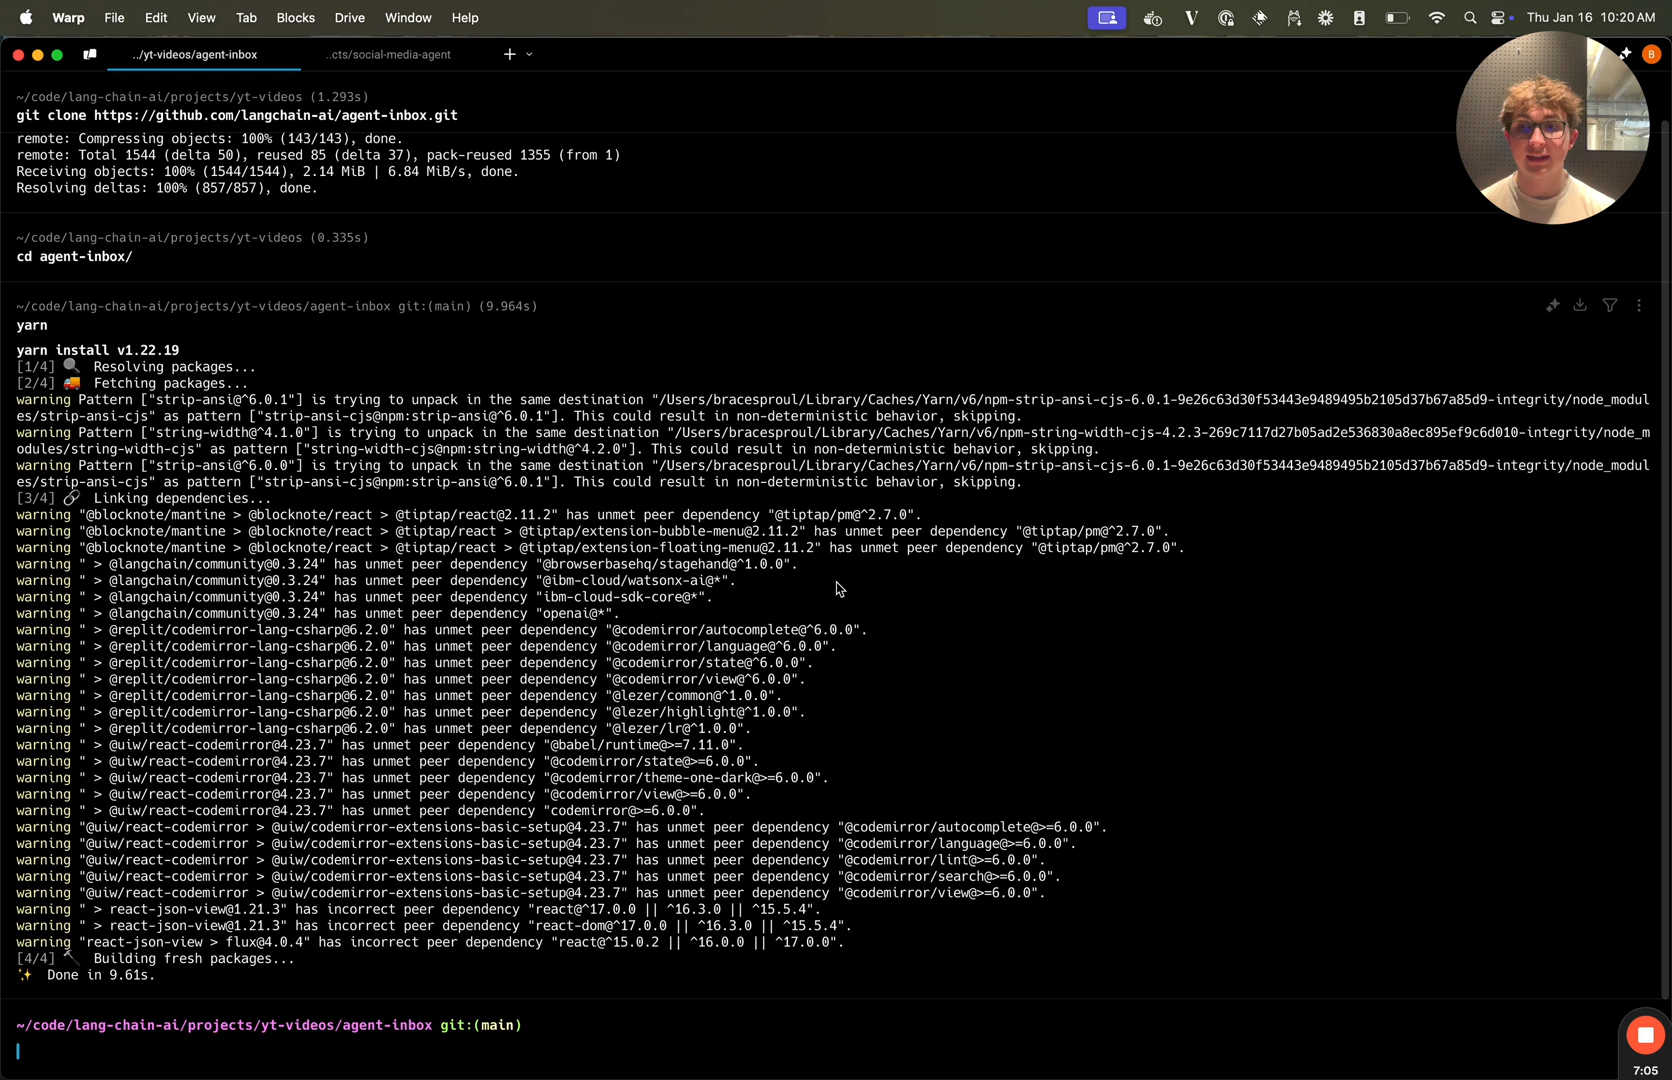 Warp File Edit View Tab Blocks Drive Window Help Thu Jan 16 10:20 AM
../yt-videos/agent-inbox ..cts/social-media-agent + B
~/code/lang-chain-ai/projects/yt-videos (1.293s)
git clone https://github.com/langchain-ai/agent-inbox.git
remote: Compressing objects: 100% (143/143), done.
remote: Total 1544 (delta 50), reused 85 (delta 37), pack-reused 1355 (from 1)
Receiving objects: 100% (1544/1544), 2.14 MiB | 6.84 MiB/s, done.
Resolving deltas: 100% (857/857), done.
~/code/lang-chain-ai/projects/yt-videos (0.335s)
cd agent-inbox/
~/code/lang-chain-ai/projects/yt-videos/agent-inbox git:(main) (9.964s)
yarn
yarn install v1.22.19
[1/4] 🔍 Resolving packages...
[2/4] 🚚 Fetching packages...
warning Pattern ["strip-ansi@^6.0.1"] is trying to unpack in the same destination "/Users/bracesproul/Library/Caches/Yarn/v6/npm-strip-ansi-cjs-6.0.1-9e26c63d30f53443e9489495b2105d37b67a85d9-integrity/node_modul
es/strip-ansi-cjs" as pattern ["strip-ansi-cjs@npm:strip-ansi@^6.0.1"]. This could result in non-deterministic behavior, skipping.
warning Pattern ["string-width@^4.1.0"] is trying to unpack in the same destination "/Users/bracesproul/Library/Caches/Yarn/v6/npm-string-width-cjs-4.2.3-269c7117d27b05ad2e536830a8ec895ef9c6d010-integrity/node_m
odules/string-width-cjs" as pattern ["string-width-cjs@npm:string-width@^4.2.0"]. This could result in non-deterministic behavior, skipping.
warning Pattern ["strip-ansi@^6.0.0"] is trying to unpack in the same destination "/Users/bracesproul/Library/Caches/Yarn/v6/npm-strip-ansi-cjs-6.0.1-9e26c63d30f53443e9489495b2105d37b67a85d9-integrity/node_modul
es/strip-ansi-cjs" as pattern ["strip-ansi-cjs@npm:strip-ansi@^6.0.1"]. This could result in non-deterministic behavior, skipping.
[3/4] 🔗 Linking dependencies...
warning "@blocknote/mantine > @blocknote/react > @tiptap/react@2.11.2" has unmet peer dependency "@tiptap/pm@^2.7.0".
warning "@blocknote/mantine > @blocknote/react > @tiptap/react > @tiptap/extension-bubble-menu@2.11.2" has unmet peer dependency "@tiptap/pm@^2.7.0".
warning "@blocknote/mantine > @blocknote/react > @tiptap/react > @tiptap/extension-floating-menu@2.11.2" has unmet peer dependency "@tiptap/pm@^2.7.0".
warning " > @langchain/community@0.3.24" has unmet peer dependency "@browserbasehq/stagehand@^1.0.0".
warning " > @langchain/community@0.3.24" has unmet peer dependency "@ibm-cloud/watsonx-ai@*".
warning " > @langchain/community@0.3.24" has unmet peer dependency "ibm-cloud-sdk-core@*".
warning " > @langchain/community@0.3.24" has unmet peer dependency "openai@*".
warning " > @replit/codemirror-lang-csharp@6.2.0" has unmet peer dependency "@codemirror/autocomplete@^6.0.0".
warning " > @replit/codemirror-lang-csharp@6.2.0" has unmet peer dependency "@codemirror/language@^6.0.0".
warning " > @replit/codemirror-lang-csharp@6.2.0" has unmet peer dependency "@codemirror/state@^6.0.0".
warning " > @replit/codemirror-lang-csharp@6.2.0" has unmet peer dependency "@codemirror/view@^6.0.0".
warning " > @replit/codemirror-lang-csharp@6.2.0" has unmet peer dependency "@lezer/common@^1.0.0".
warning " > @replit/codemirror-lang-csharp@6.2.0" has unmet peer dependency "@lezer/highlight@^1.0.0".
warning " > @replit/codemirror-lang-csharp@6.2.0" has unmet peer dependency "@lezer/lr@^1.0.0".
warning " > @uiw/react-codemirror@4.23.7" has unmet peer dependency "@babel/runtime@>=7.11.0".
warning " > @uiw/react-codemirror@4.23.7" has unmet peer dependency "@codemirror/state@>=6.0.0".
warning " > @uiw/react-codemirror@4.23.7" has unmet peer dependency "@codemirror/theme-one-dark@>=6.0.0".
warning " > @uiw/react-codemirror@4.23.7" has unmet peer dependency "@codemirror/view@>=6.0.0".
warning " > @uiw/react-codemirror@4.23.7" has unmet peer dependency "codemirror@>=6.0.0".
warning "@uiw/react-codemirror > @uiw/codemirror-extensions-basic-setup@4.23.7" has unmet peer dependency "@codemirror/autocomplete@>=6.0.0".
warning "@uiw/react-codemirror > @uiw/codemirror-extensions-basic-setup@4.23.7" has unmet peer dependency "@codemirror/language@>=6.0.0".
warning "@uiw/react-codemirror > @uiw/codemirror-extensions-basic-setup@4.23.7" has unmet peer dependency "@codemirror/lint@>=6.0.0".
warning "@uiw/react-codemirror > @uiw/codemirror-extensions-basic-setup@4.23.7" has unmet peer dependency "@codemirror/search@>=6.0.0".
warning "@uiw/react-codemirror > @uiw/codemirror-extensions-basic-setup@4.23.7" has unmet peer dependency "@codemirror/view@>=6.0.0".
warning " > react-json-view@1.21.3" has incorrect peer dependency "react@^17.0.0 || ^16.3.0 || ^15.5.4".
warning " > react-json-view@1.21.3" has incorrect peer dependency "react-dom@^17.0.0 || ^16.3.0 || ^15.5.4".
warning "react-json-view > flux@4.0.4" has incorrect peer dependency "react@^15.0.2 || ^16.0.0 || ^17.0.0".
[4/4] 🔨 Building fresh packages...
✨ Done in 9.61s.
~/code/lang-chain-ai/projects/yt-videos/agent-inbox git:(main)
7:05